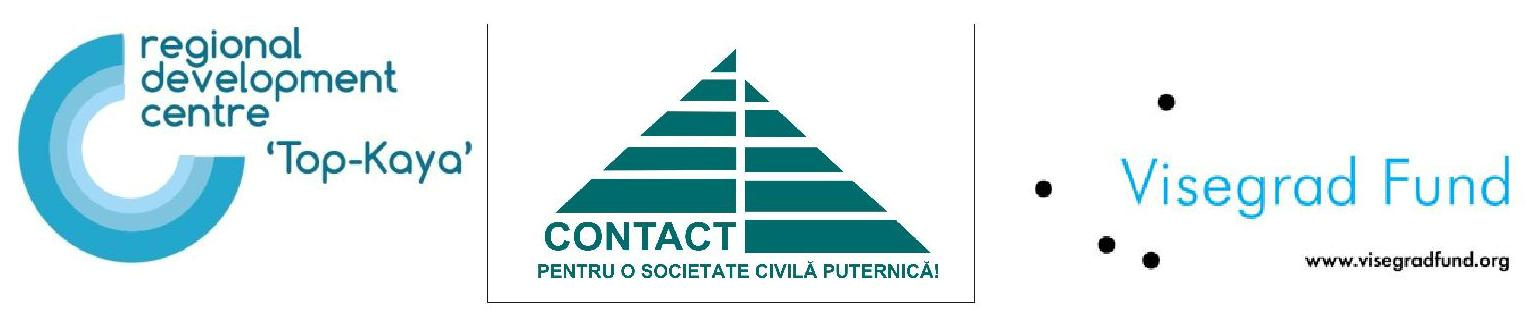 regional
development
centre
‘Top-Kaya’
CONTACT
PENTRU O SOCIETATE CIVILĂ PUTERNICĂ!
Visegrad Fund
www.visegradfund.org